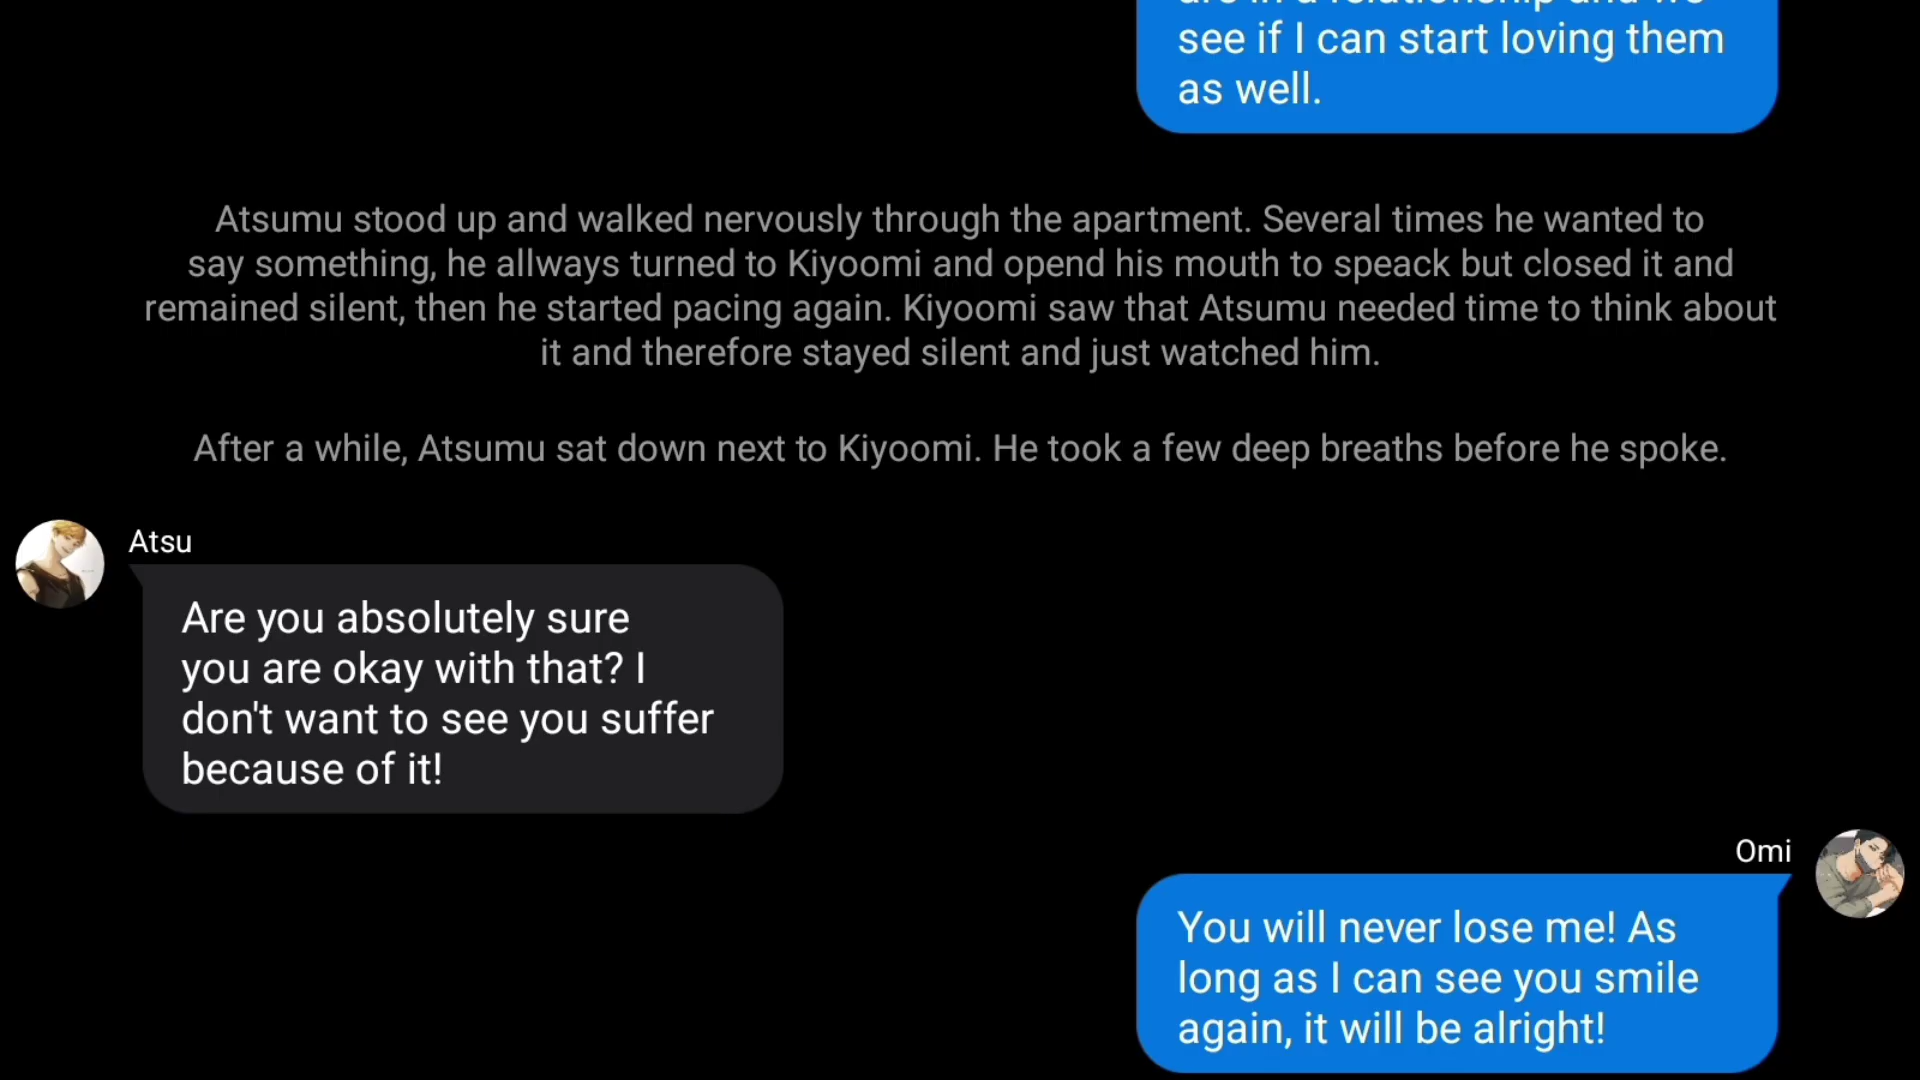 see if I can start loving them
as well.
Atsumu stood up and walked nervously through the apartment. Several times he wanted to
say something, he allways turned to Kiyoomi and opend his mouth to speack but closed it and
remained silent, then he started pacing again. Kiyoomi saw that Atsumu needed time to think about
it and therefore stayed silent and just watched him.
After a while, Atsumu sat down next to Kiyoomi. He took a few deep breaths before he spoke.
Atsu
Are you absolutely sure
you are okay with that? I
don't want to see you suffer
because of it!
Omi
You will never lose me! As
long as I can see you smile
again, it will be alright!